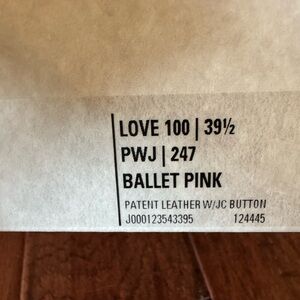 LOVE 100 | 39½
PWJ | 247
BALLET PINK
PATENT LEATHER W/JC BUTTON
J000123543395 124445